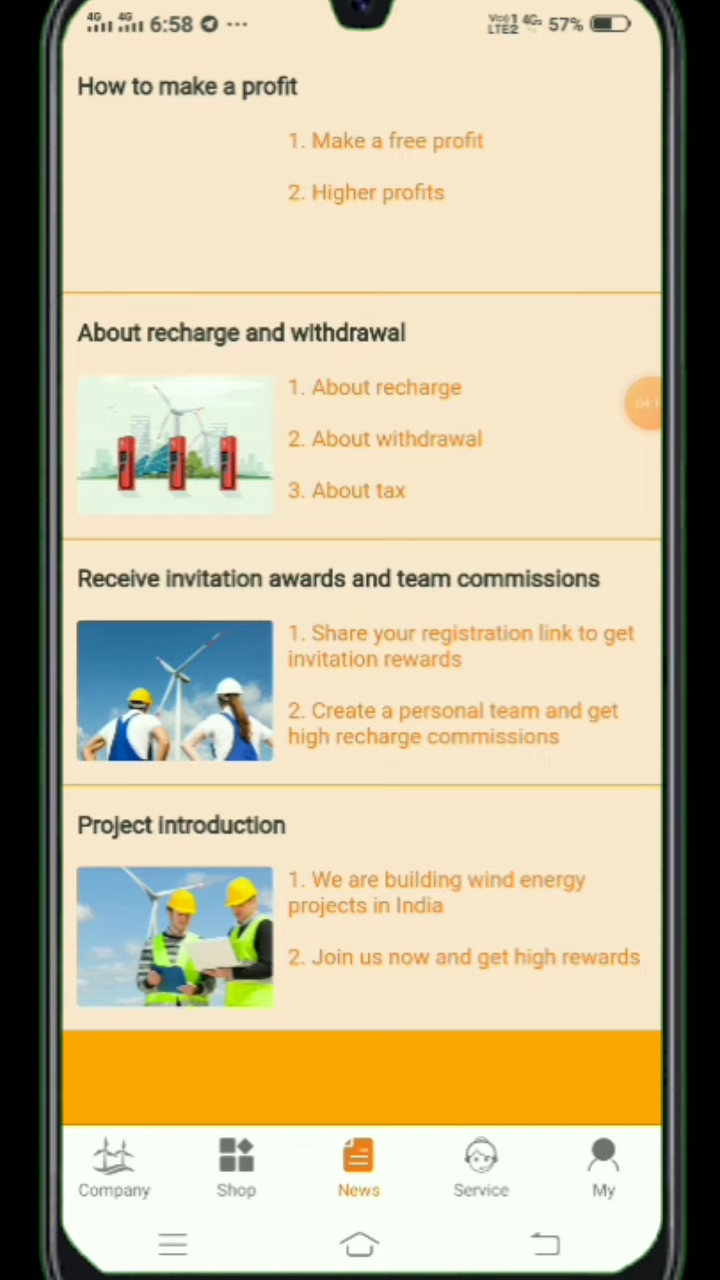 4G 4G 6:58
57%
How to make a profit
1. Make a free profit
2. Higher profits
About recharge and withdrawal
1. About recharge
2. About withdrawal
3. About tax
Receive invitation awards and team commissions
1. Share your registration link to get
invitation rewards
2. Create a personal team and get
high recharge commissions
Project introduction
1. We are building wind energy
projects in India
2. Join us now and get high rewards
Company Shop News Service My